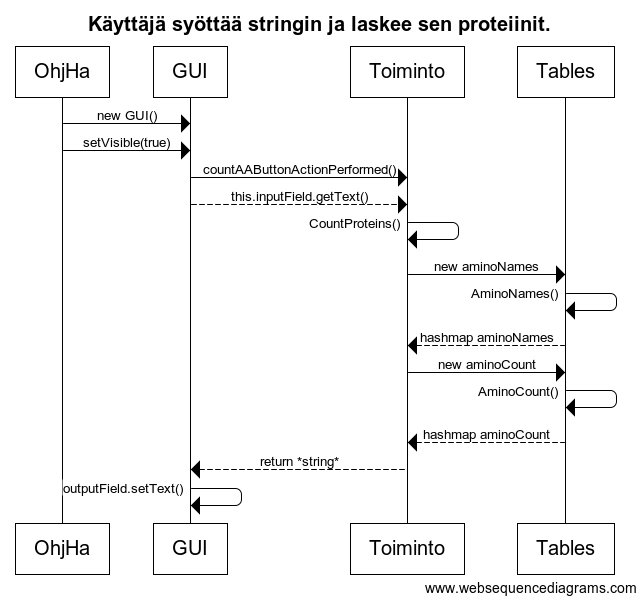 Käyttäjä syöttää stringin ja laskee sen proteiinit.
OhjHa GUI Toiminto Tables
new GUI()
setVisible(true)
countAAButtonActionPerformed()
this.inputField.getText()
CountProteins()
new aminoNames
AminoNames()
hashmap aminoNames
new aminoCount
AminoCount()
hashmap aminoCount
return *string*
outputField.setText()
OhjHa GUI Toiminto Tables
www.websequencediagrams.com